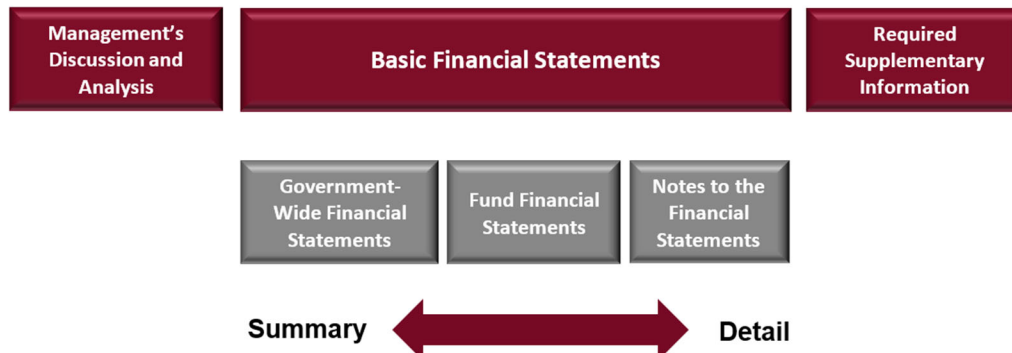 Management's
Discussion and
Analysis
Basic Financial Statements
Required
Supplementary
Information
Government-
Wide Financial
Statements
Fund Financial
Statements
Notes to the
Financial
Statements
Summary
Detail